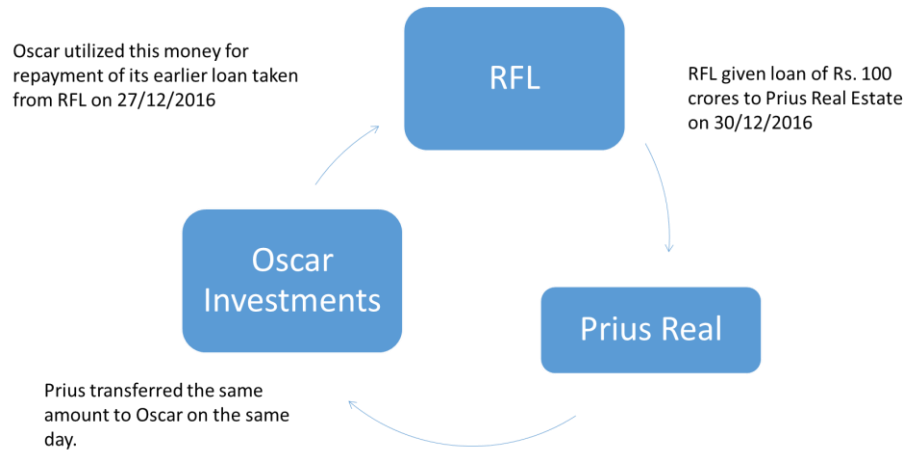 Oscar utilized this money for
repayment of its earlier loan taken
from RFL on 27/12/2016
RFL
RFL given loan of Rs. 100
crores to Prius Real Estate
on 30/12/2016
Oscar
Investments
Prius Real
Prius transferred the same
amount to Oscar on the same
day.